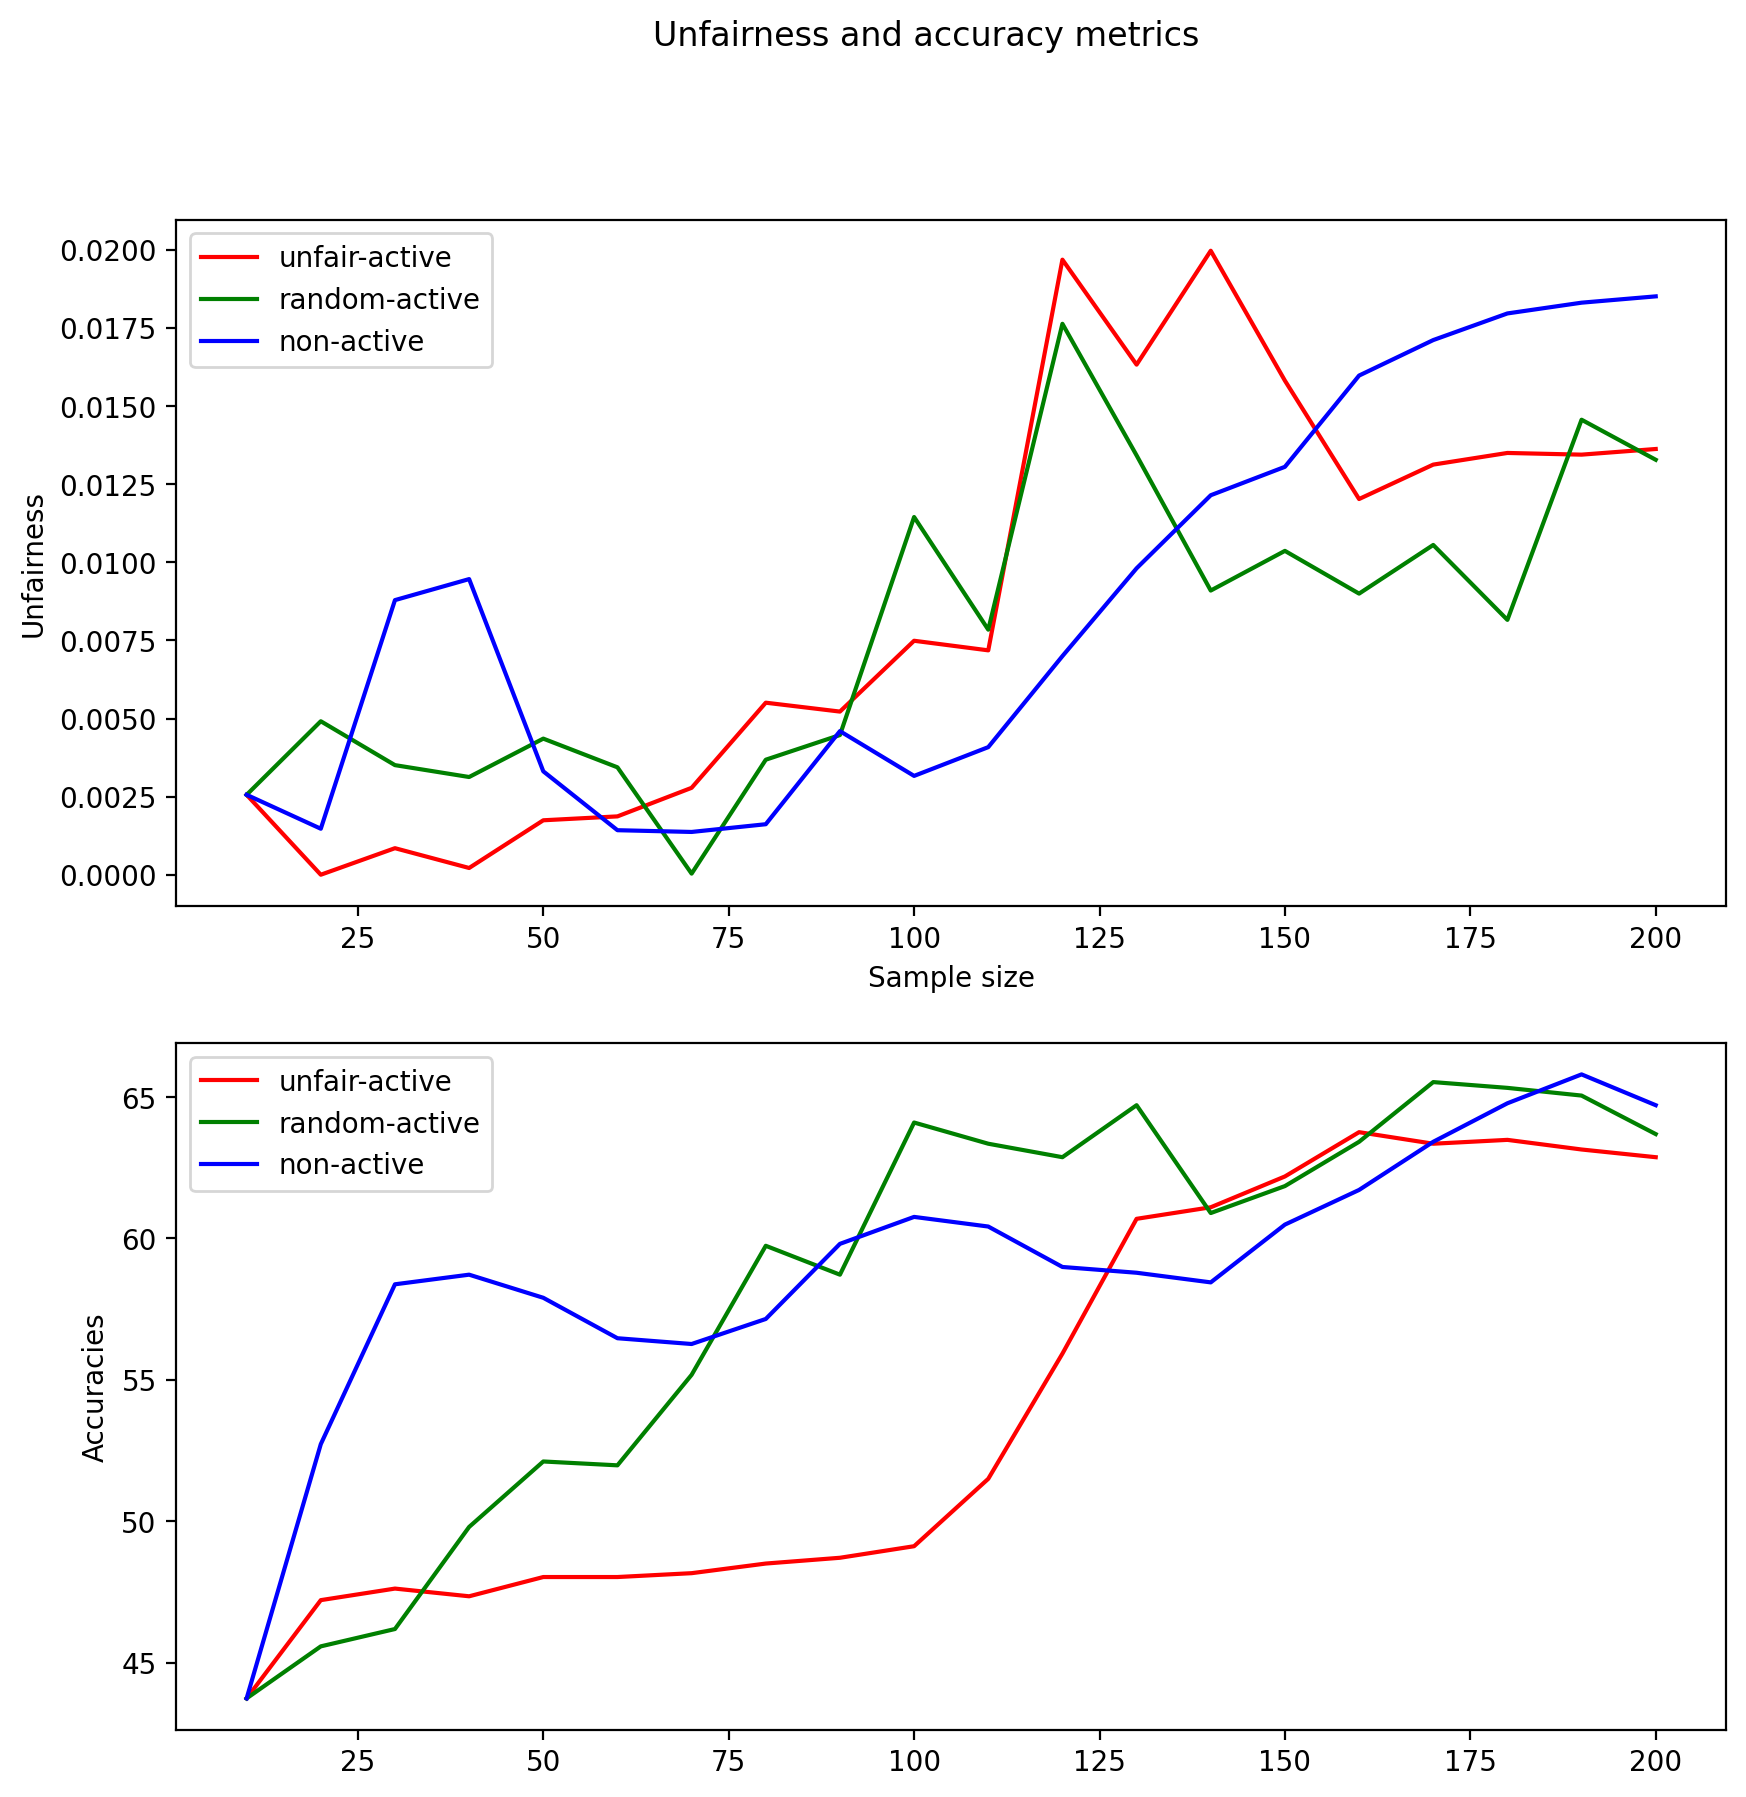 Unfairness and accuracy metrics
0.0200
0.0175
0.0150
0.0125
0.0100
0.0075
0.0050
0.0025
0.0000
Unfairness
unfair-active
random-active
non-active
25 50 75 100 125 150 175 200
Sample size
65
60
55
50
45
Accuracies
unfair-active
random-active
non-active
25 50 75 100 125 150 175 200